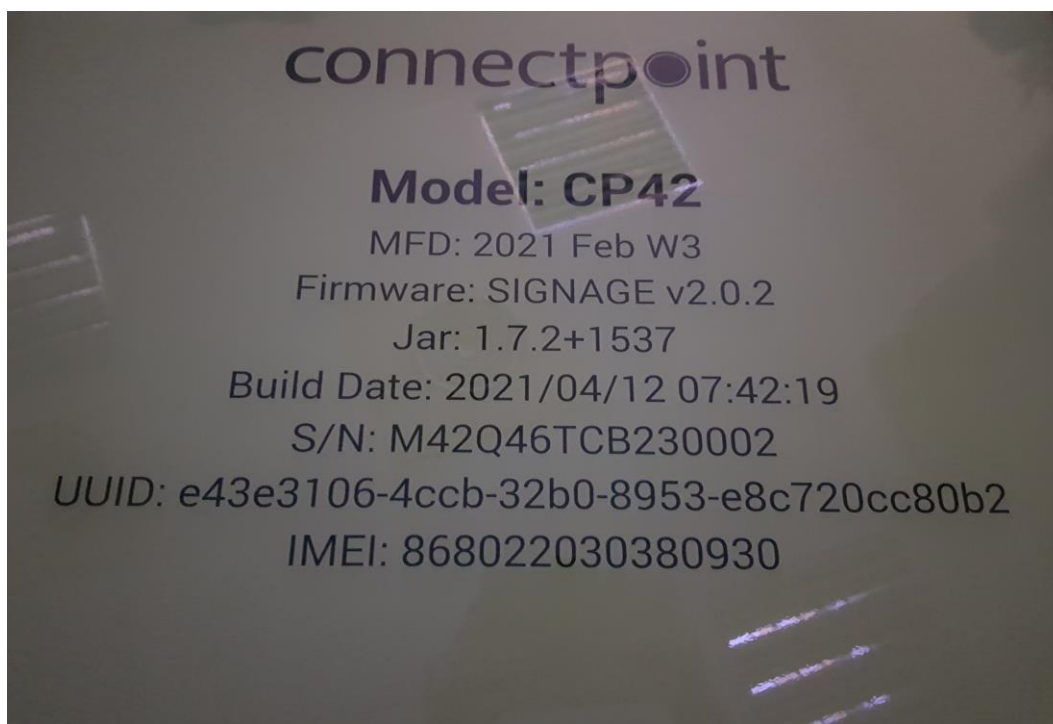 connectpoint
Model: CP42
MFD: 2021 Feb W3
Firmware: SIGNAGE v2.0.2
Jar: 1.7.2+1537
Build Date: 2021/04/12 07:42:19
S/N: M42Q46TCB230002
UUID: e43e3106-4ccb-32b0-8953-e8c720cc80b2
IMEI: 868022030380930